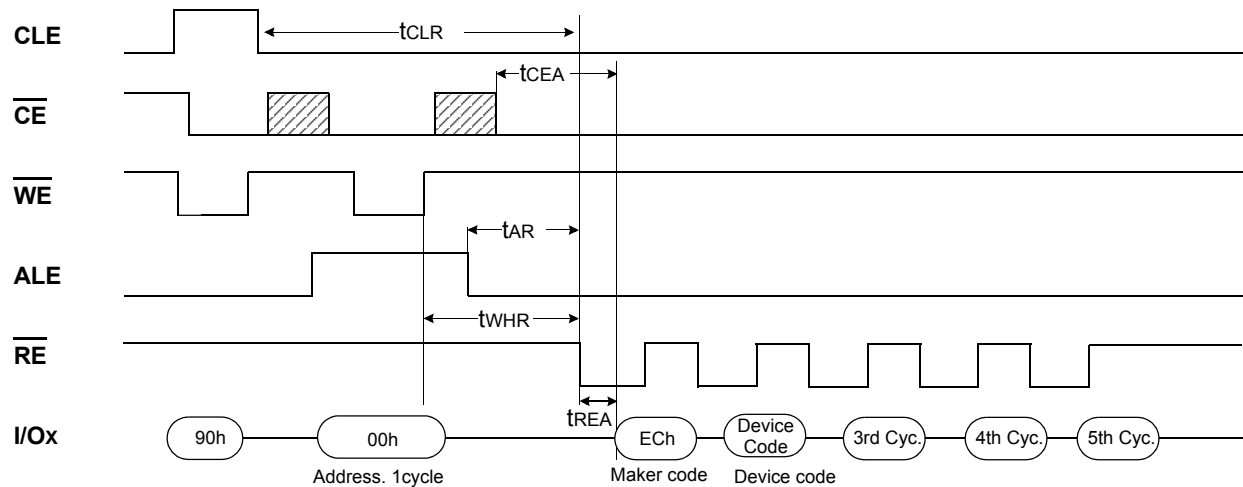 CLE
tCLR
tCEA
CE
WE
tAR
ALE
tWHR
RE
tREA
I/Ox
90h
00h
ECh
Device
Code
3rd Cyc.
4th Cyc.
5th Cyc.
Address. 1cycle
Maker code
Device code